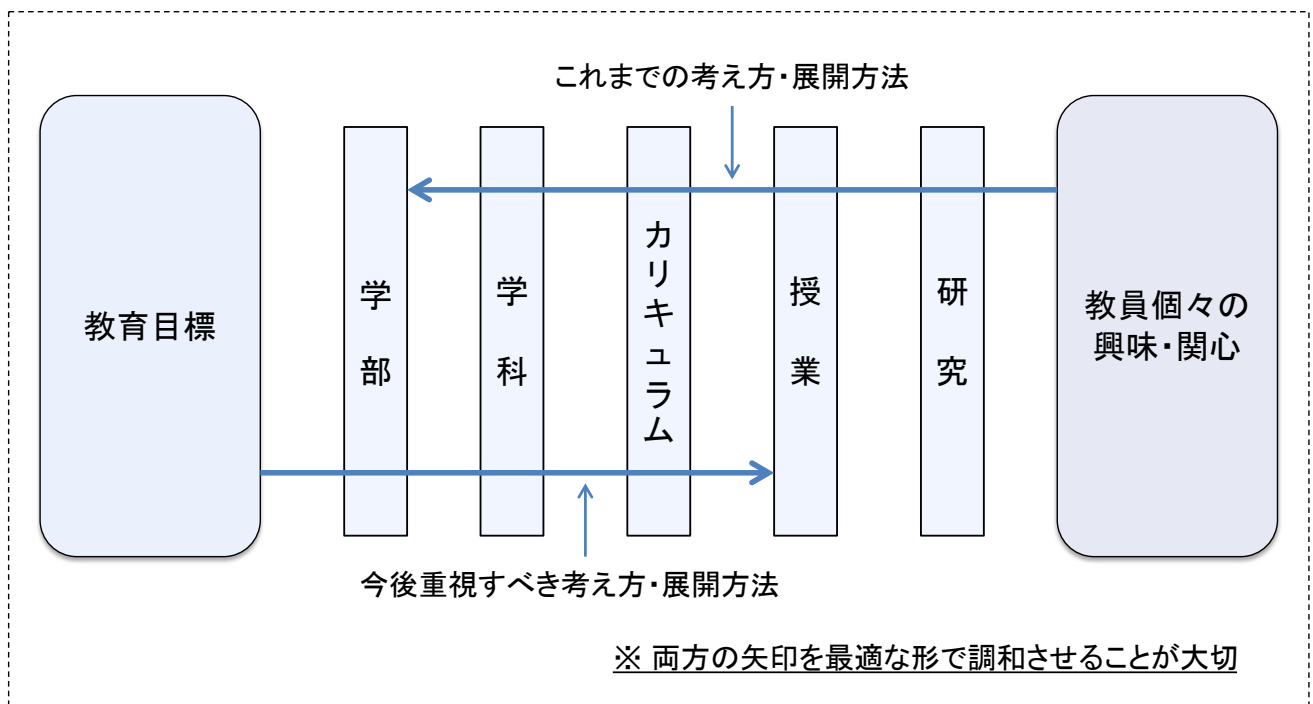 これまでの考え方・展開方法
教育目標
学部
学科
カリキュラム
授業
研究
教員個々の
興味・関心
今後重視すべき考え方・展開方法
※ 両方の矢印を最適な形で調和させることが大切